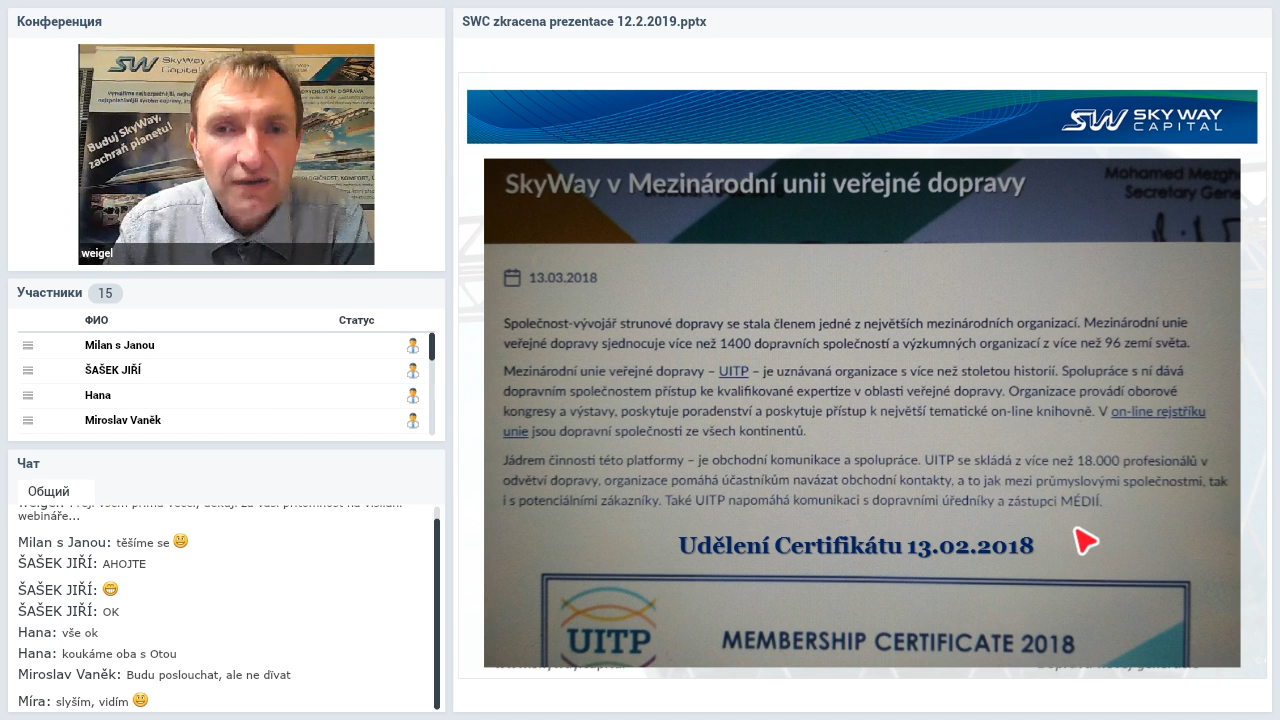 Конференция
SkyWay
Capital
Buduj SkyWay,
zachraň planetu!
weigel
Участники 15
ФИО Статус
Milan s Janou
ŠAŠEK JIŘÍ
Hana
Miroslav Vaněk
Чат
Общий
webináře...
Milan s Janou: těšíme se
ŠAŠEK JIŘÍ: AHOJTE
ŠAŠEK JIŘÍ:
ŠAŠEK JIŘÍ: OK
Hana: vše ok
Hana: koukáme oba s Otou
Miroslav Vaněk: Budu poslouchat, ale ne dívat
Míra: slyším, vidím
SWC zkracena prezentace 12.2.2019.pptx
SW SKY WAY
CAPITAL
SkyWay v Mezinárodní unii veřejné dopravy
Mohamed Mezgh
Secretary Gene
13.03.2018
Společnost-vývojář strunové dopravy se stala členem jedné z největších mezinárodních organizací. Mezinárodní unie
veřejné dopravy sjednocuje více než 1400 dopravních společností a výzkumných organizací z více než 96 zemí světa.
Mezinárodní unie veřejné dopravy – UITP – je uznávaná organizace s více než stoletou historií. Spolupráce s ní dává
dopravním společnostem přístup ke kvalifikované expertize v oblasti veřejné dopravy. Organizace provádí oborové
kongresy a výstavy, poskytuje poradenství a poskytuje přístup k největší tematické on-line knihovně. V on-line rejstříku
unie jsou dopravní společnosti ze všech kontinentů.
Jádrem činnosti této platformy – je obchodní komunikace a spolupráce. UITP se skládá z více než 18.000 profesionálů v
odvětví dopravy, organizace pomáhá účastníkům navázat obchodní kontakty, a to jak mezi průmyslovými společnostmi, tak
i s potenciálními zákazníky. Také UITP napomáhá komunikaci s dopravními úředníky a zástupci MÉDIÍ.
Udělení Certifikátu 13.02.2018
UITP
MEMBERSHIP CERTIFICATE 2018